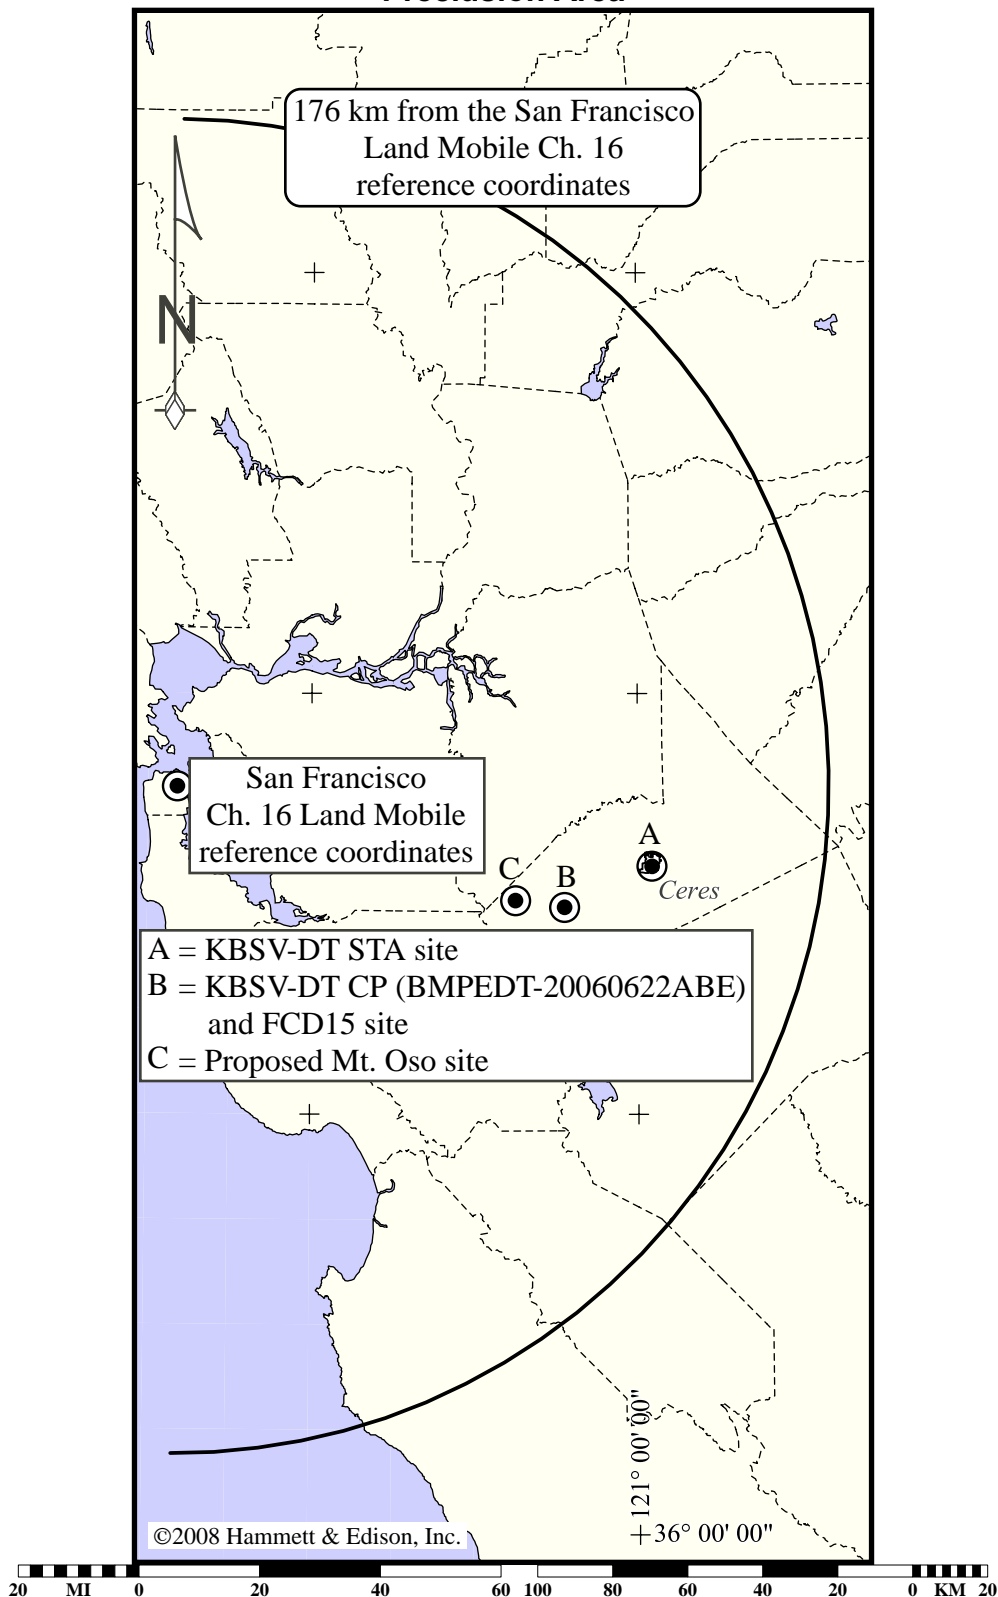 Preclusion Area
176 km from the San Francisco
Land Mobile Ch. 16
reference coordinates
N
San Francisco
Ch. 16 Land Mobile
reference coordinates
A
C
B
Ceres
A = KBSV-DT STA site
B = KBSV-DT CP (BMPEDT-20060622ABE)
and FCD15 site
C = Proposed Mt. Oso site
121° 00' 00"
36° 00' 00"
©2008 Hammett & Edison, Inc.
20 MI 0 20 40 60 100 80 60 40 20 0 KM 20